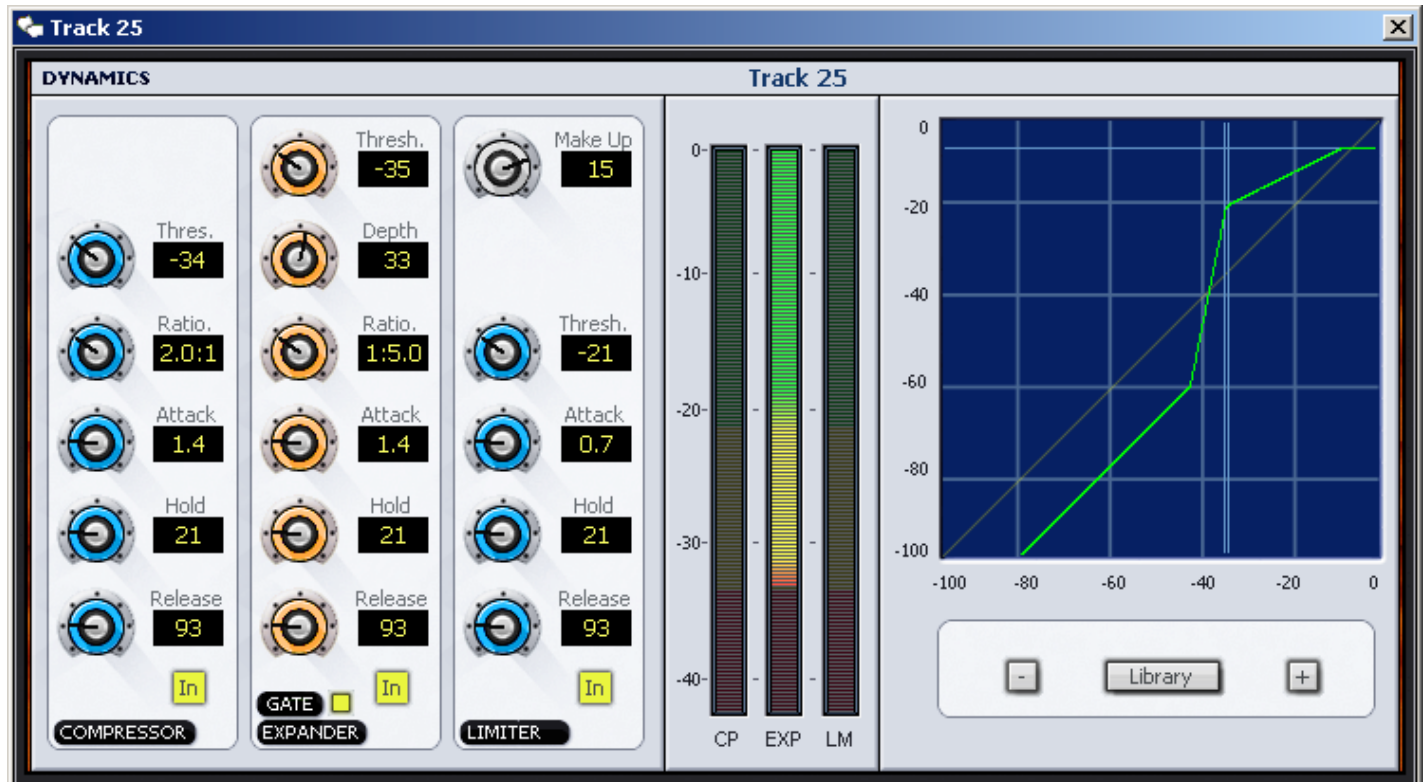 Track 25
DYNAMICS
Track 25
Thres.
-34
Ratio.
2.0:1
Attack
1.4
Hold
21
Release
93
In
COMPRESSOR
Thresh.
-35
Depth
33
Ratio.
1:5.0
Attack
1.4
Hold
21
Release
93
In
GATE
EXPANDER
Make Up
15
Thresh.
-21
Attack
0.7
Hold
21
Release
93
In
LIMITER
0-
-10-
-20-
-30-
-40-
CP EXP LM
0
-20
-40
-60
-80
-100
-100 -80 -60 -40 -20 0
- Library +